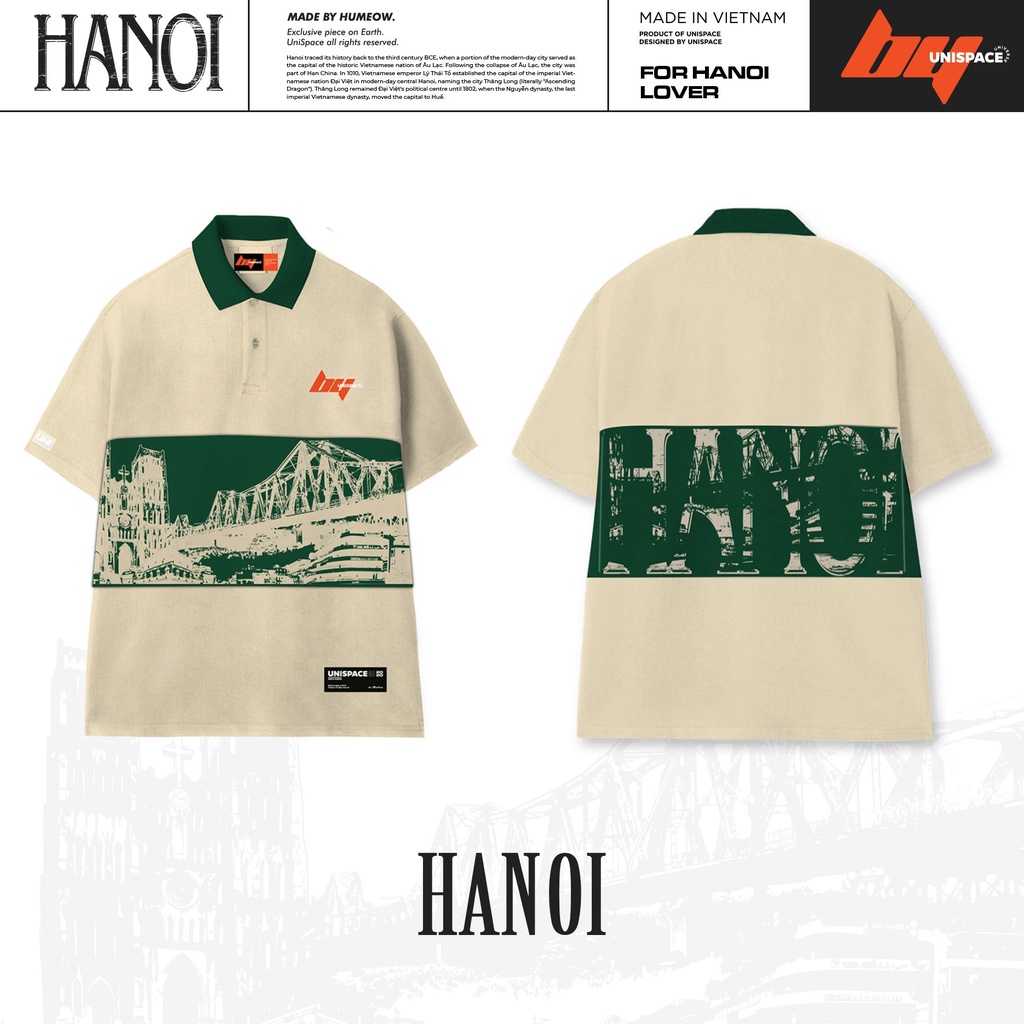 HANOI
MADE BY HUMEOW.
Exclusive piece on Earth.
UniSpace all rights reserved.
Hanoi traced its history back to the third century BCE, when a portion of the modern-day city served as
the capital of the historic Vietnamese nation of Âu Lạc. Following the collapse of Âu Lạc, the city was
part of Han China. In 1010, Vietnamese emperor Lý Thái Tổ established the capital of the imperial Viet-
namese nation Đại Việt in modern-day central Hanoi, naming the city Thăng Long (literally "Ascending
Dragon"). Thăng Long remained Đại Việt's political centre until 1802, when the Nguyễn dynasty, the last
imperial Vietnamese dynasty, moved the capital to Huế.
MADE IN VIETNAM
PRODUCT OF UNISPACE
DESIGNED BY UNISPACE
FOR HANOI
LOVER
by UNISPACE
by
by UNISPACE
UNI
HANOI
UNISPACE
HANOI